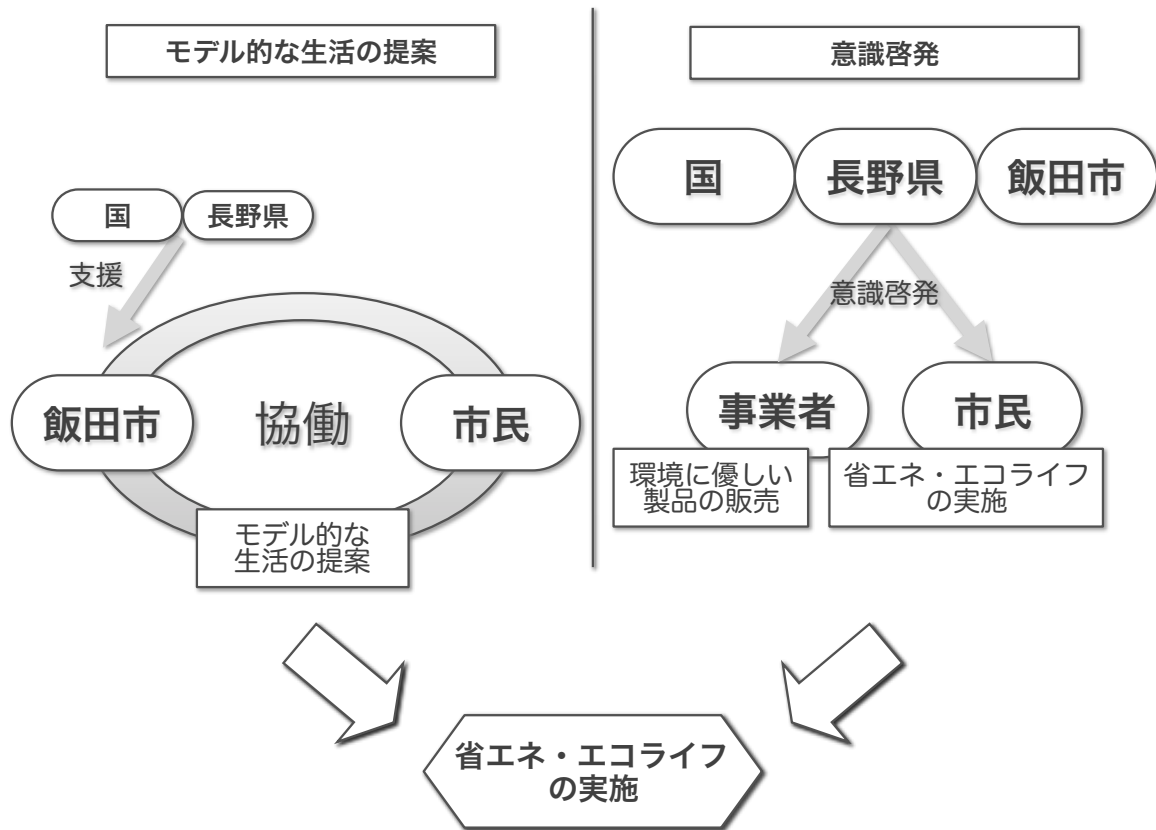 モデル的な生活の提案
国
長野県
支援
飯田市
協働
市民
モデル的な
生活の提案
意識啓発
国
長野県
飯田市
意識啓発
事業者
市民
環境に優しい
製品の販売
省エネ・エコライフ
の実施
省エネ・エコライフ
の実施